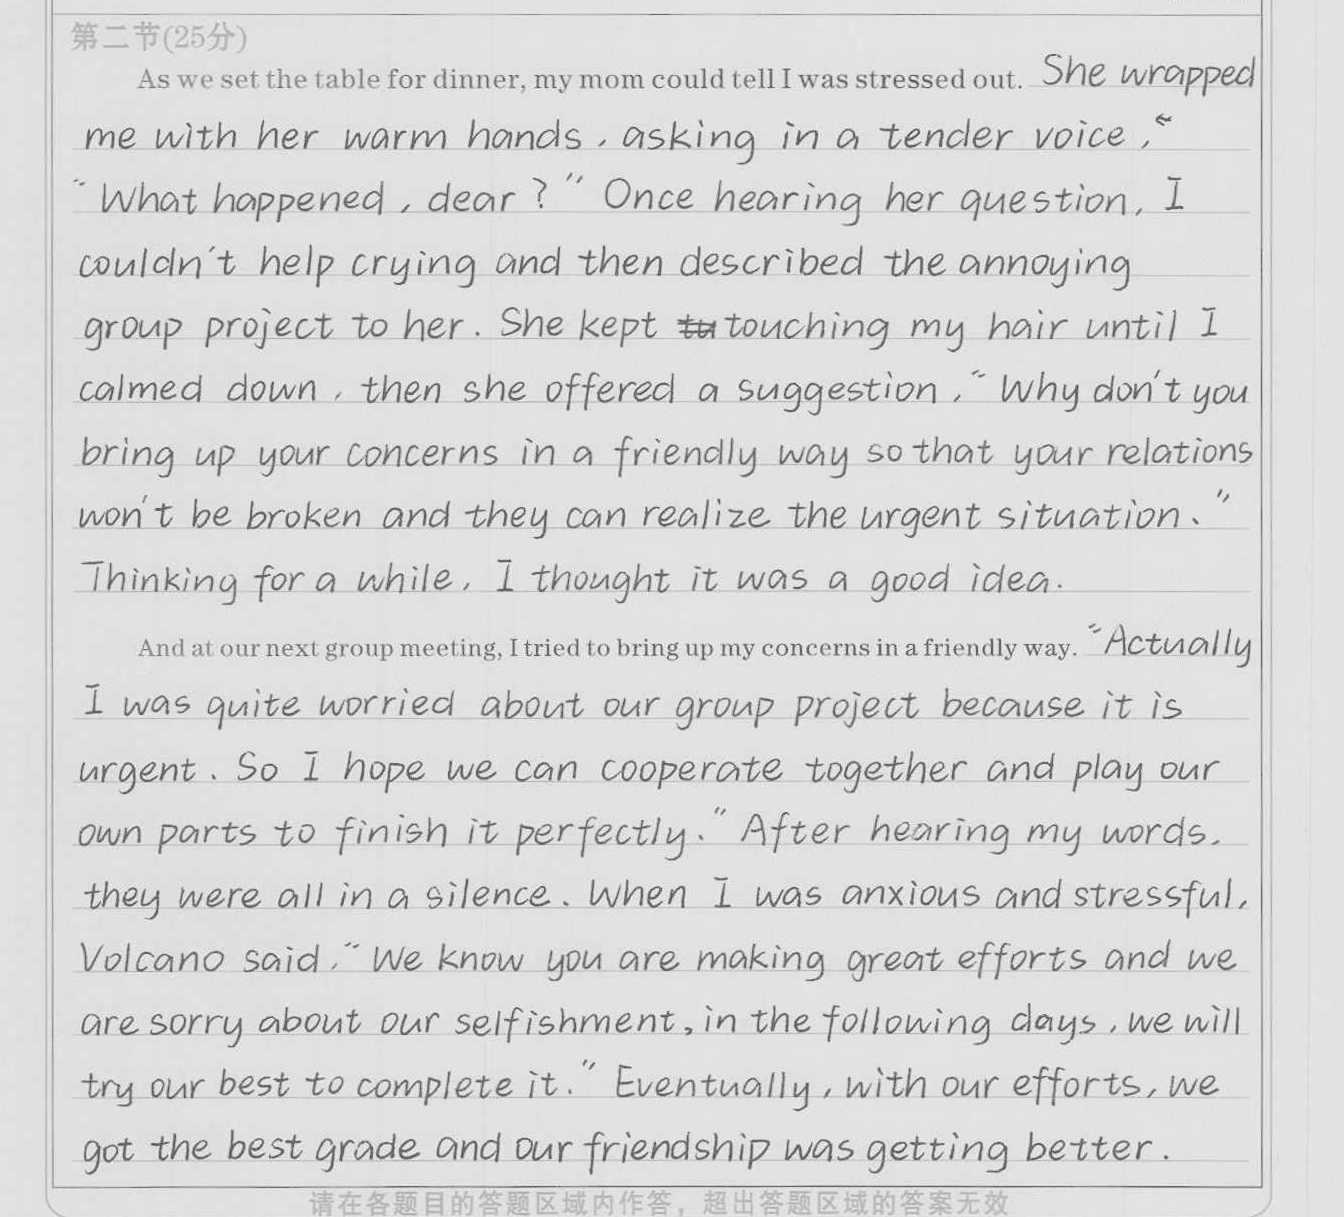 第二节(25分)
As we set the table for dinner, my mom could tell I was stressed out. She wrapped
me with her warm hands, asking in a tender voice, “
“What happened, dear?” Once hearing her question, I
couldn't help crying and then described the annoying
group project to her. She kept touching my hair until I
calmed down, then she offered a suggestion, “Why don't you
bring up your concerns in a friendly way so that your relations
won't be broken and they can realize the urgent situation.”
Thinking for a while, I thought it was a good idea.
And at our next group meeting, I tried to bring up my concerns in a friendly way. “Actually
I was quite worried about our group project because it is
urgent. So I hope we can cooperate together and play our
own parts to finish it perfectly.” After hearing my words,
they were all in a silence. When I was anxious and stressful,
Volcano said, “We know you are making great efforts and we
are sorry about our selfishment, in the following days, we will
try our best to complete it.” Eventually, with our efforts, we
got the best grade and our friendship was getting better.
请在各题目的答题区域内作答，超出答题区域的答案无效